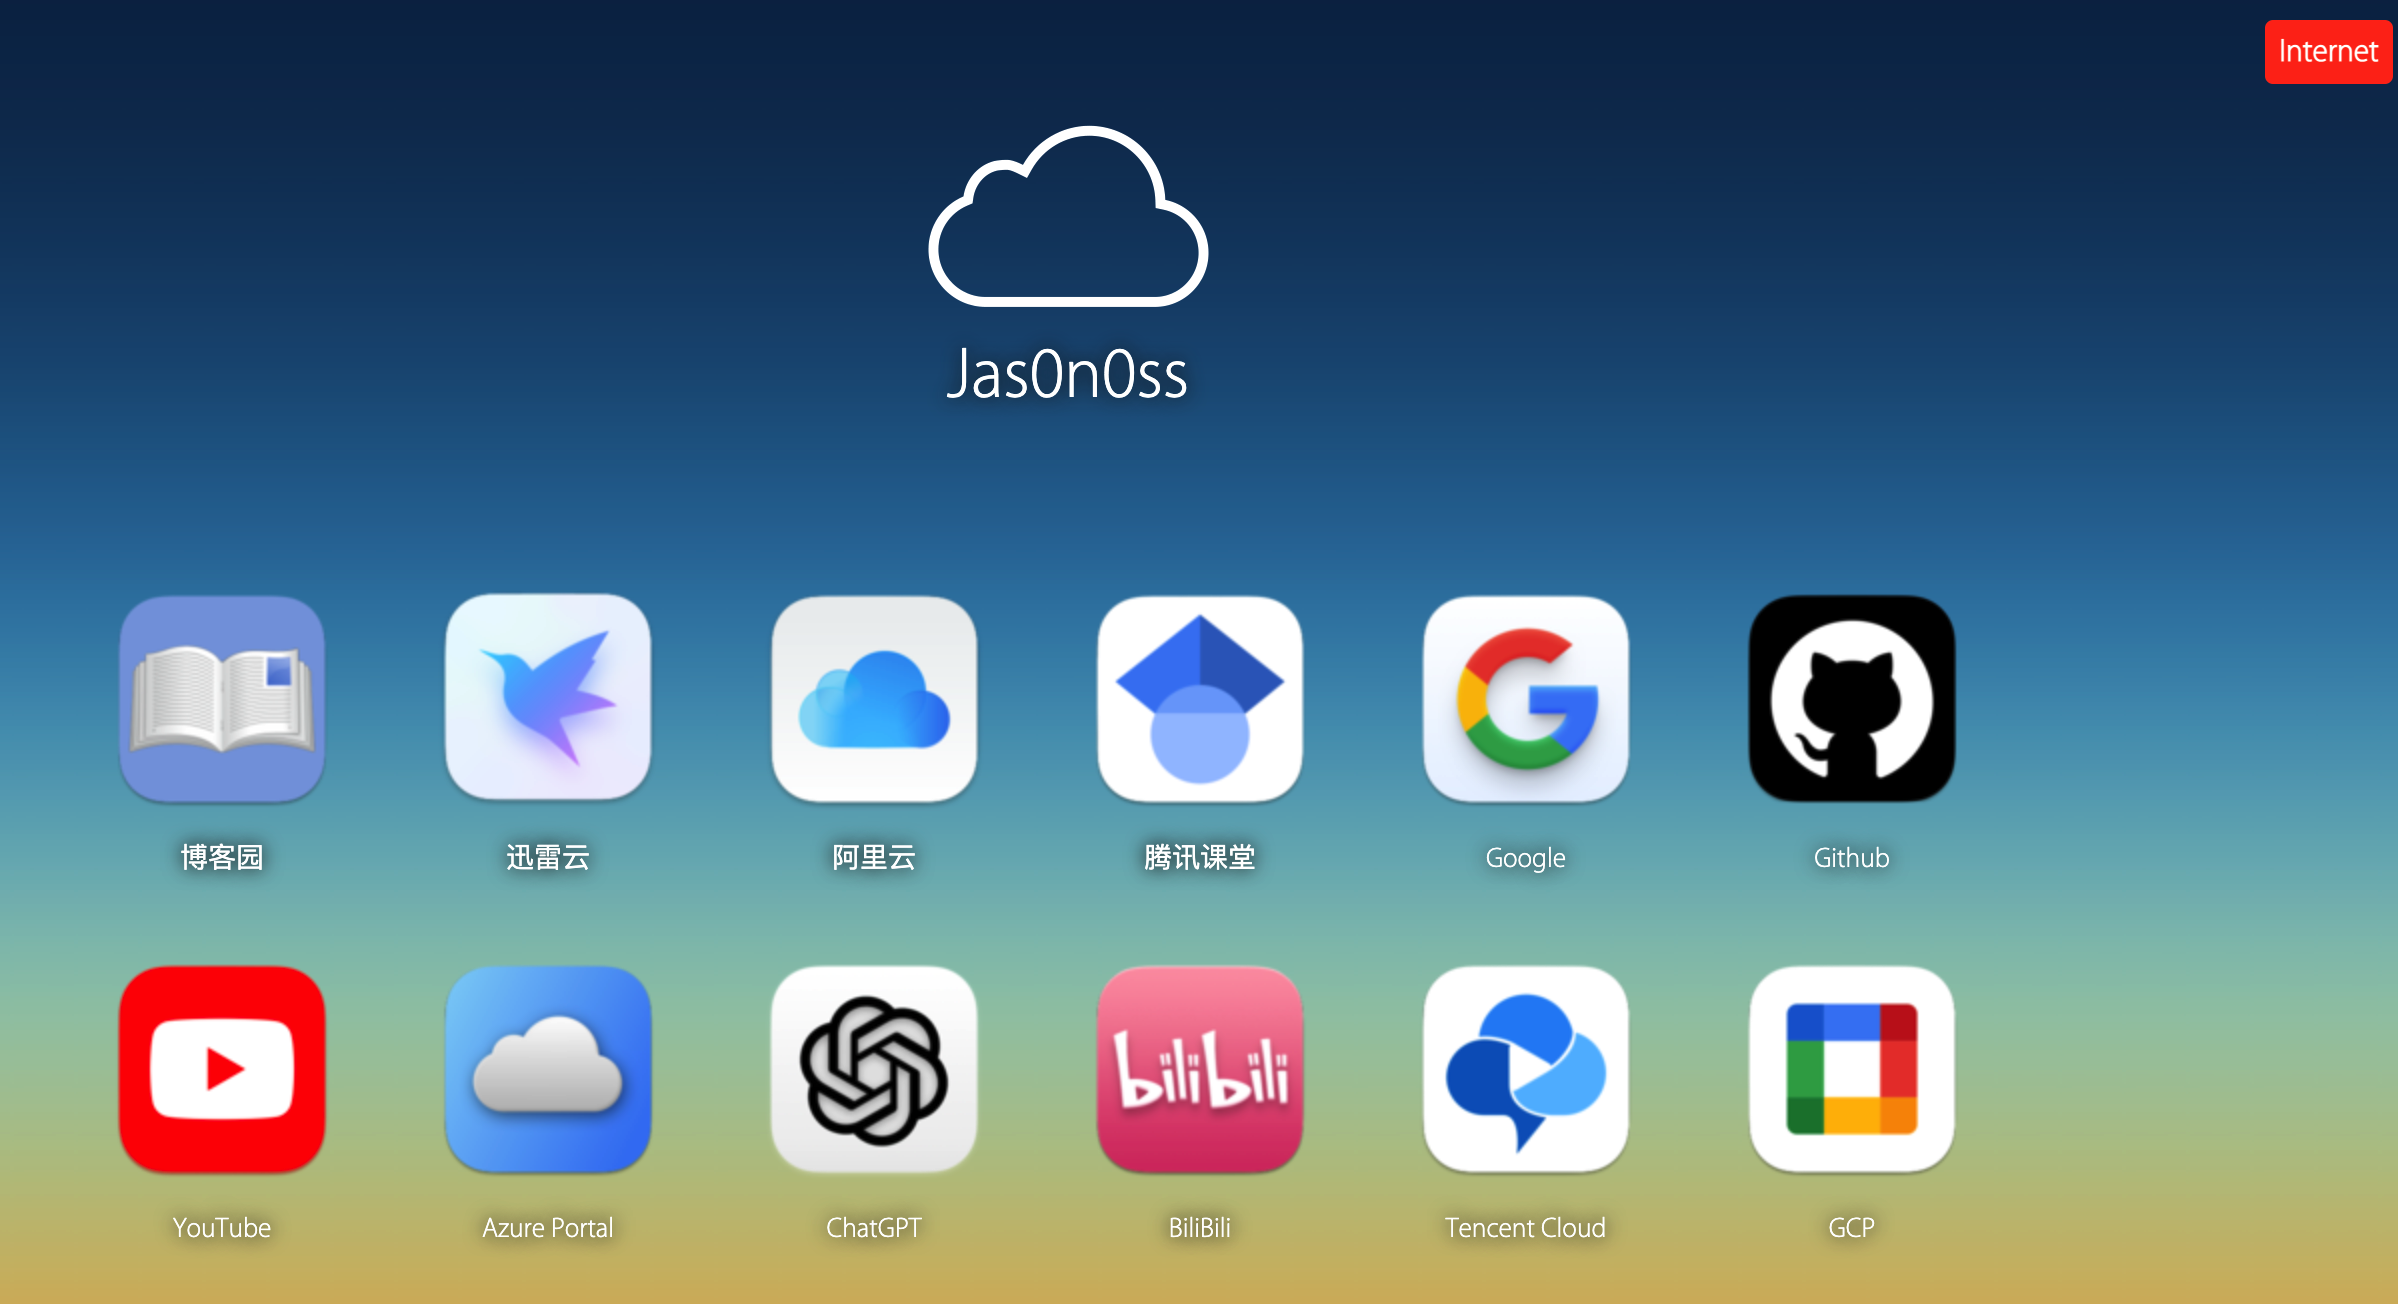 Internet
Jas0n0ss
博客园
迅雷云
阿里云
腾讯课堂
Google
Github
bilibili
YouTube
Azure Portal
ChatGPT
BiliBili
Tencent Cloud
GCP